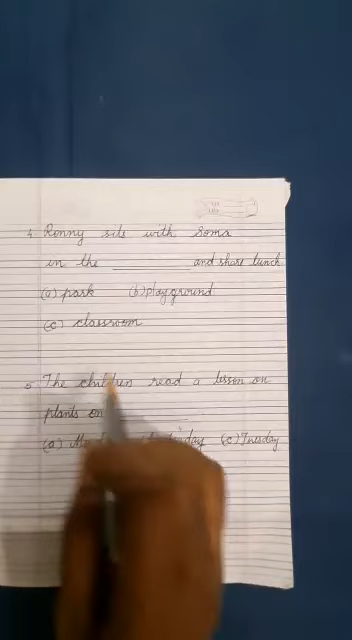 4. Ronny sits with Soma
in the ________ and share lunch
(a) park (b) playground
(c) classroom
5. The children read a lesson on
plants on
(a) (c) Tuesday